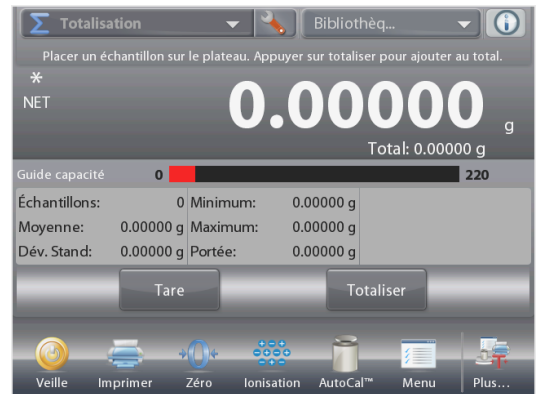 Σ Totalisation Bibliothèq...
Placer un échantillon sur le plateau. Appuyer sur totaliser pour ajouter au total.
*
NET
0.00000 g
Total: 0.00000 g
Guide capacité 0 220
Échantillons: 0 Minimum: 0.00000 g
Moyenne: 0.00000 g Maximum: 0.00000 g
Dév. Stand: 0.00000 g Portée: 0.00000 g
Tare Totaliser
Veille Imprimer Zéro Ionisation AutoCal™ Menu Plus...